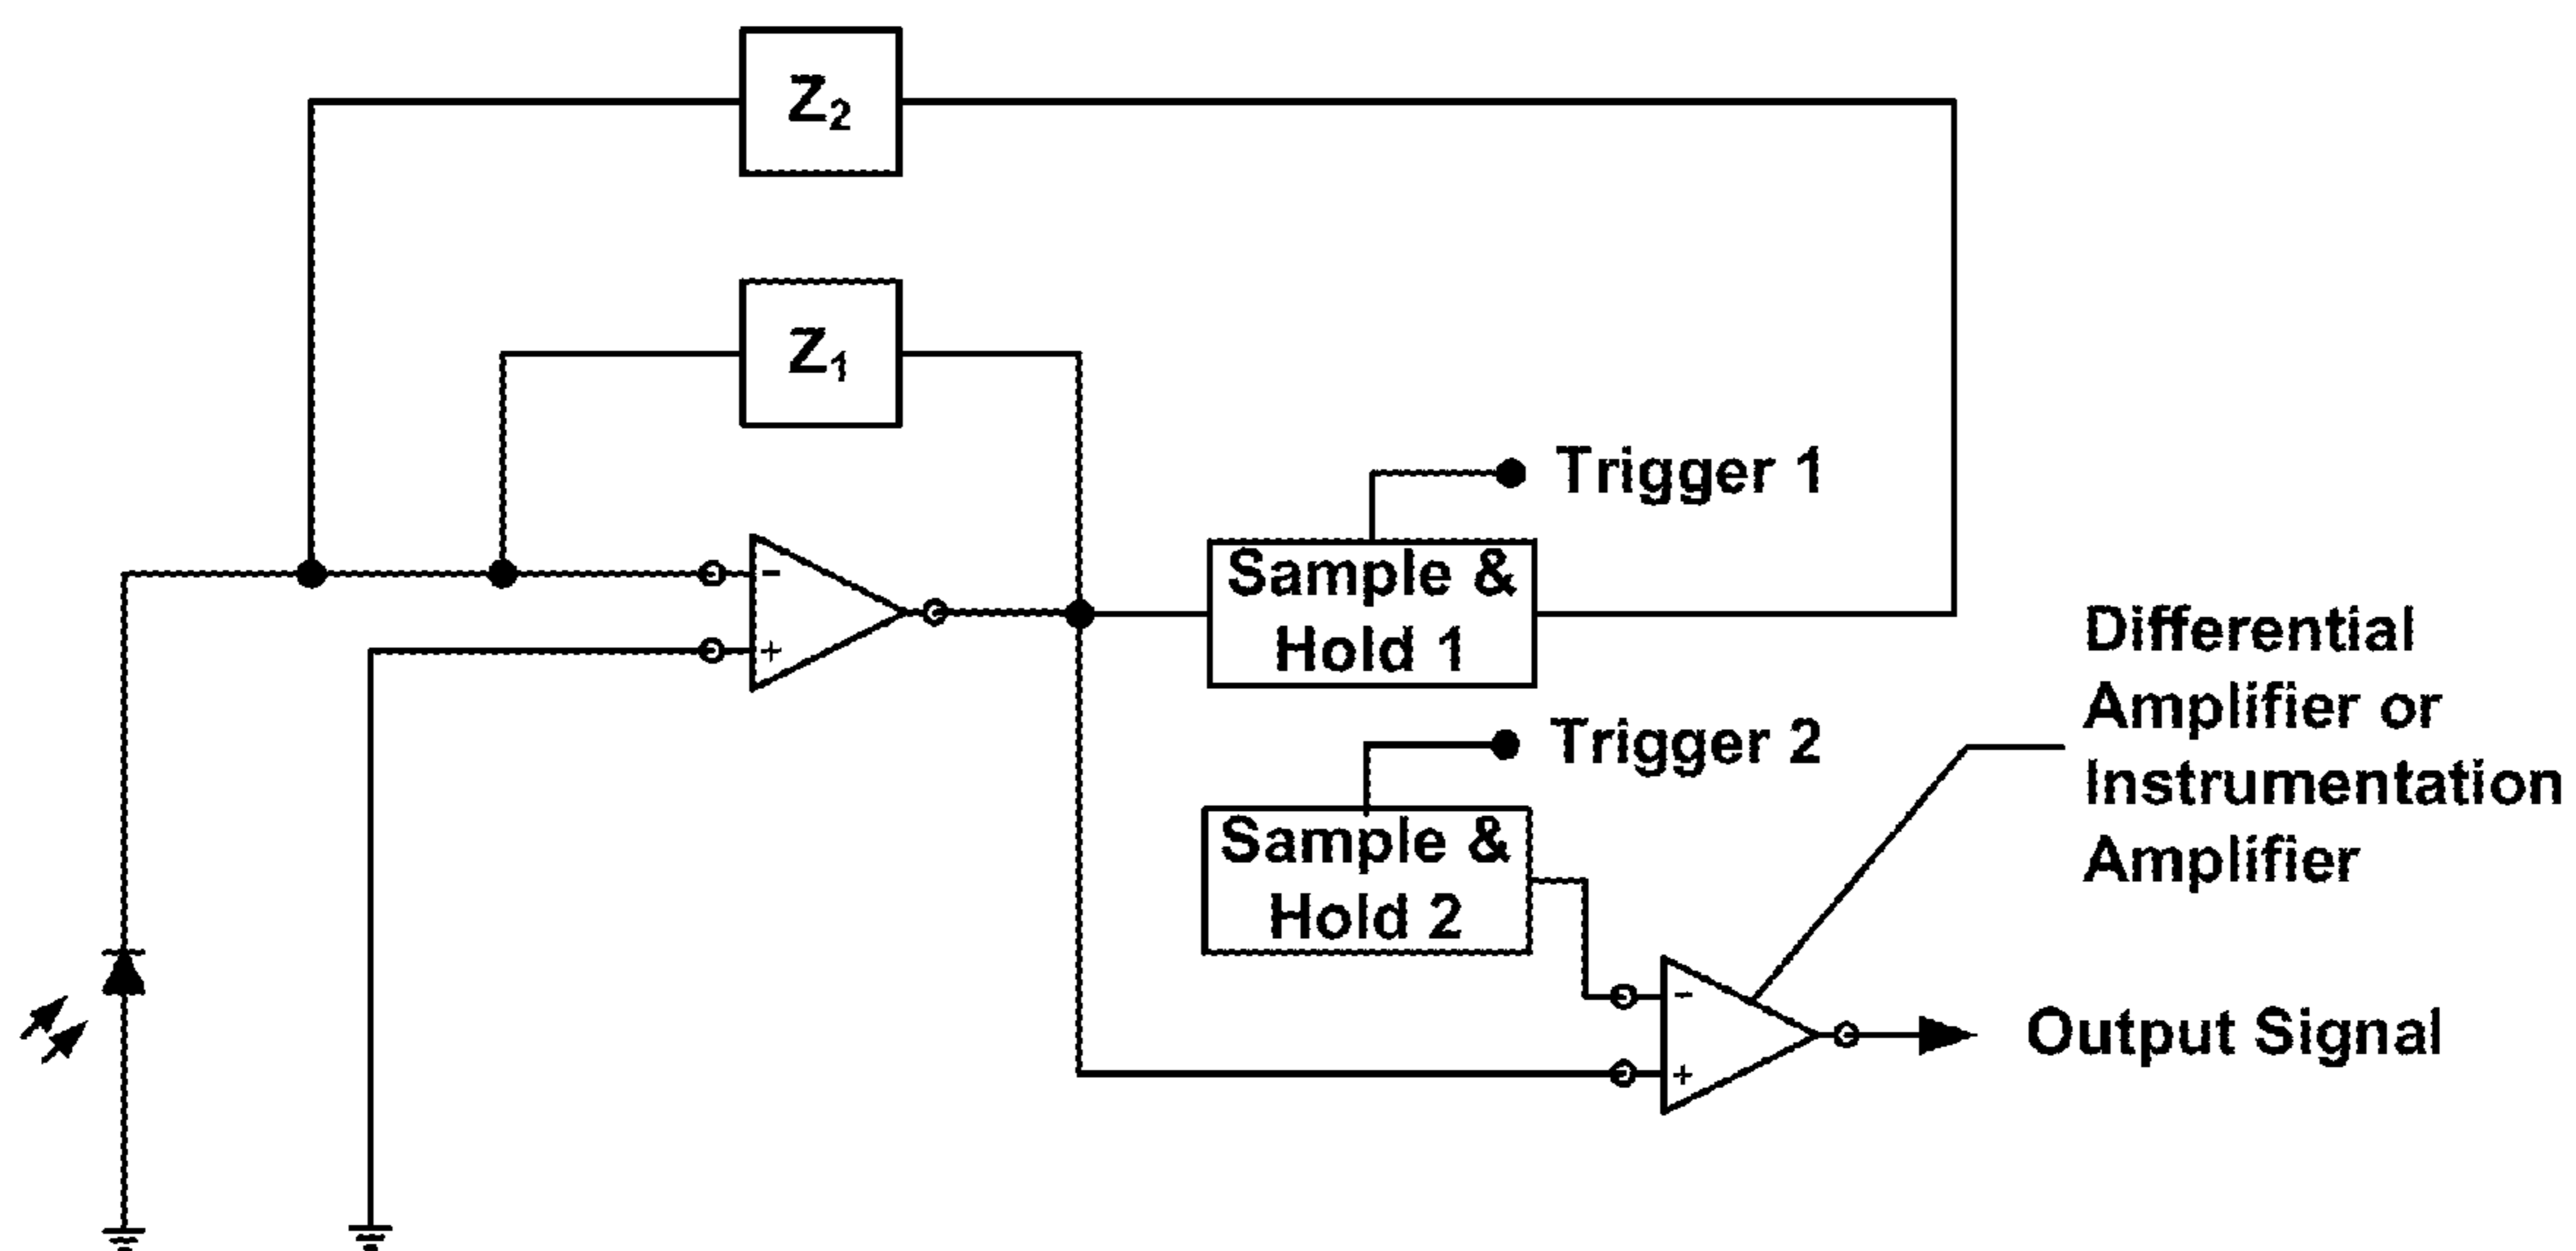 Z₂
Z₁
Trigger 1
Sample &
Hold 1
-
+
Differential
Amplifier or
Instrumentation
Amplifier
Trigger 2
Sample &
Hold 2
-
+
Output Signal